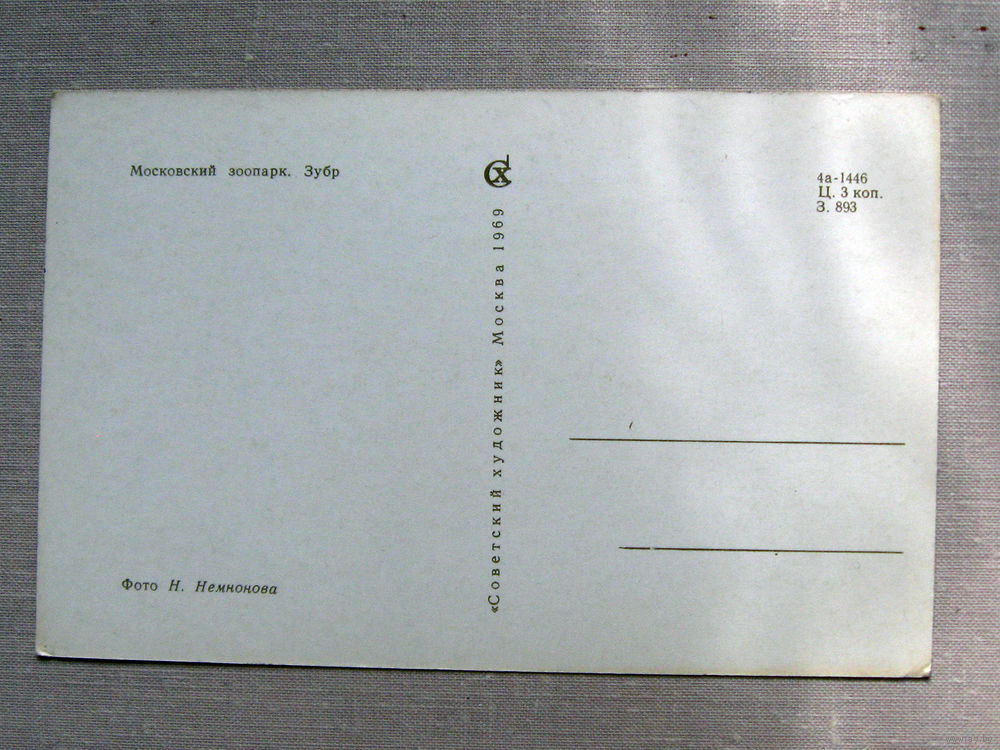 Московский зоопарк. Зубр
Фото Н. Немнонова
СХ
«Советский художник» Москва 1969
4а-1446
Ц. 3 коп.
З. 893